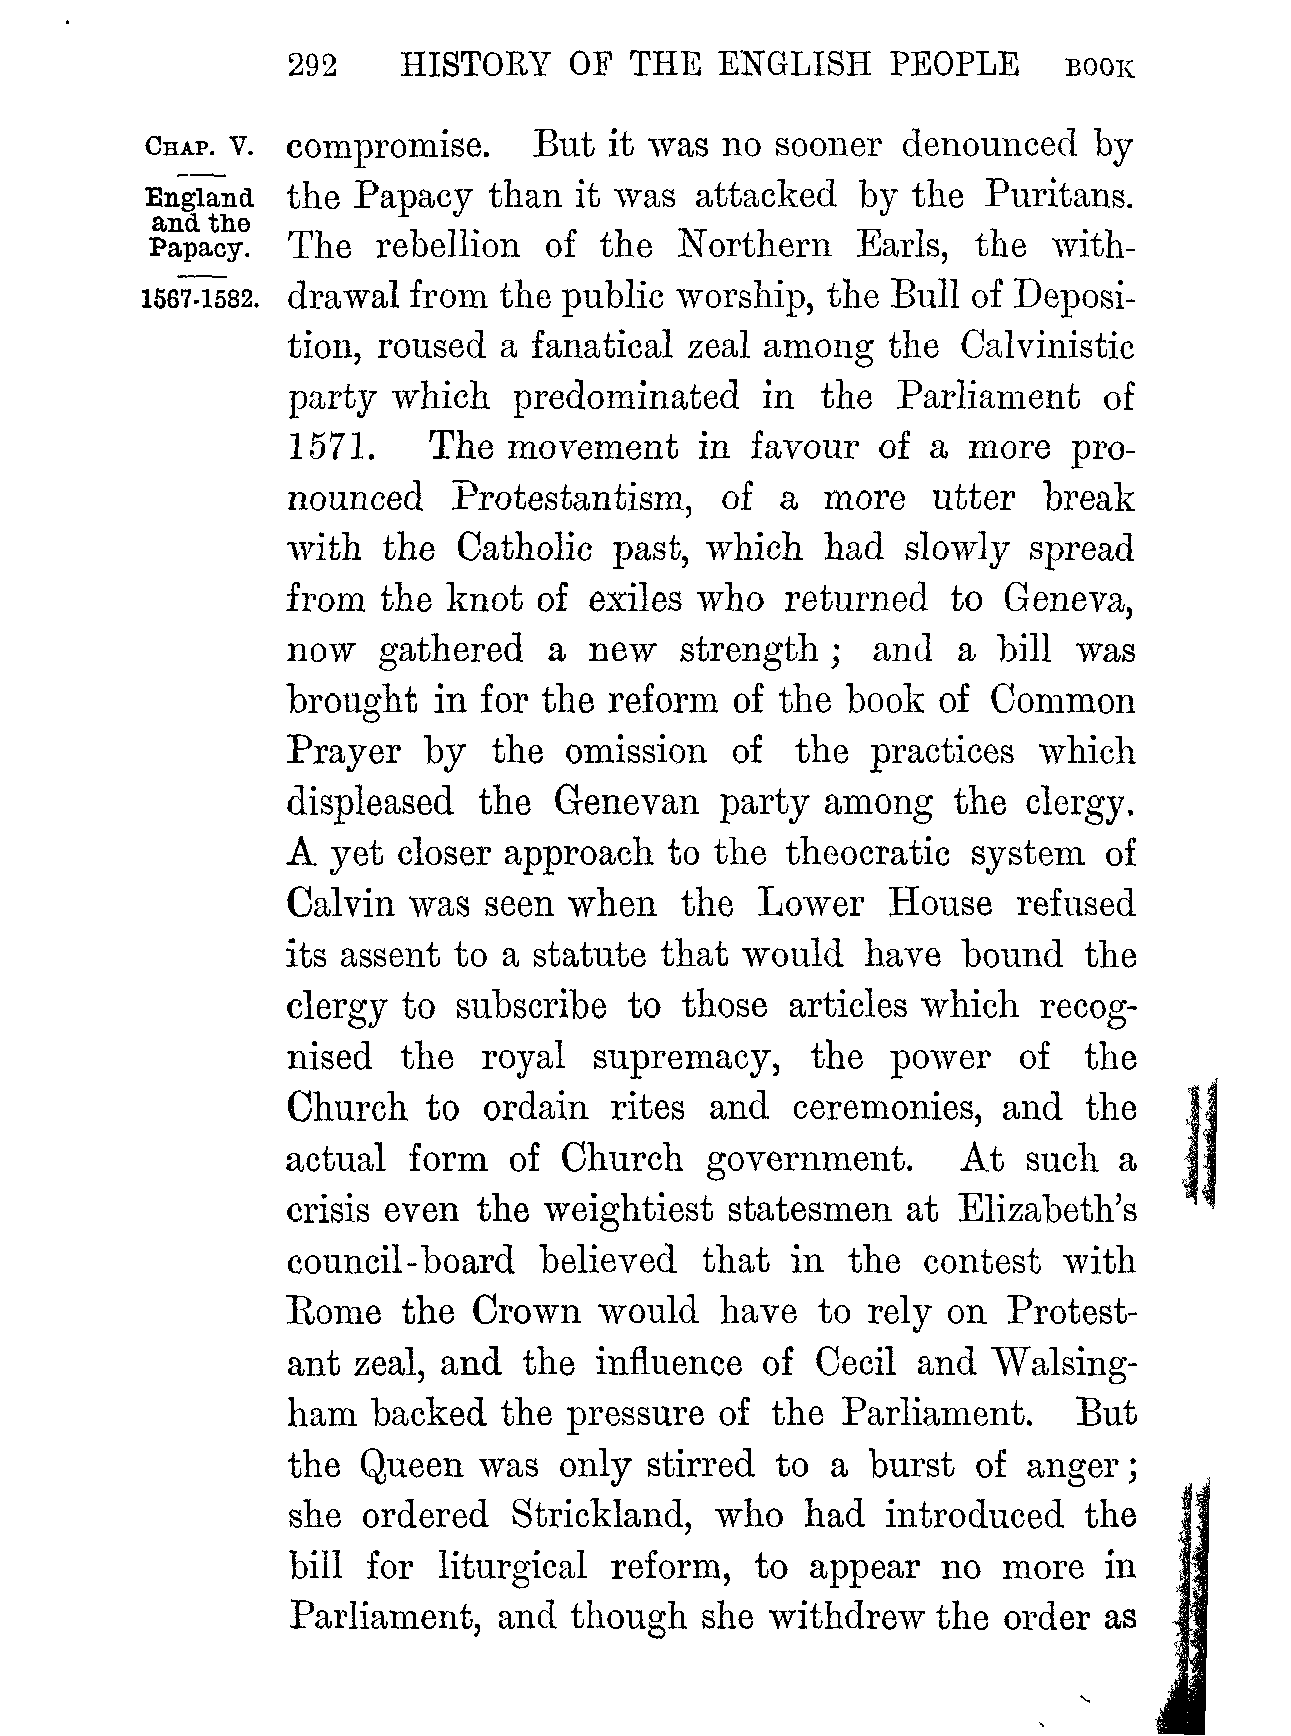 292 HISTORY OF THE ENGLISH PEOPLE BOOK
CHAP. V.
England
and the
Papacy.
1567-1582.
compromise. But it was no sooner denounced by
the Papacy than it was attacked by the Puritans.
The rebellion of the Northern Earls, the with-
drawal from the public worship, the Bull of Deposi-
tion, roused a fanatical zeal among the Calvinistic
party which predominated in the Parliament of
1571. The movement in favour of a more pro-
nounced Protestantism, of a more utter break
with the Catholic past, which had slowly spread
from the knot of exiles who returned to Geneva,
now gathered a new strength ; and a bill was
brought in for the reform of the book of Common
Prayer by the omission of the practices which
displeased the Genevan party among the clergy.
A yet closer approach to the theocratic system of
Calvin was seen when the Lower House refused
its assent to a statute that would have bound the
clergy to subscribe to those articles which recog-
nised the royal supremacy, the power of the
Church to ordain rites and ceremonies, and the
actual form of Church government. At such a
crisis even the weightiest statesmen at Elizabeth's
council-board believed that in the contest with
Rome the Crown would have to rely on Protest-
ant zeal, and the influence of Cecil and Walsing-
ham backed the pressure of the Parliament. But
the Queen was only stirred to a burst of anger ;
she ordered Strickland, who had introduced the
bill for liturgical reform, to appear no more in
Parliament, and though she withdrew the order as